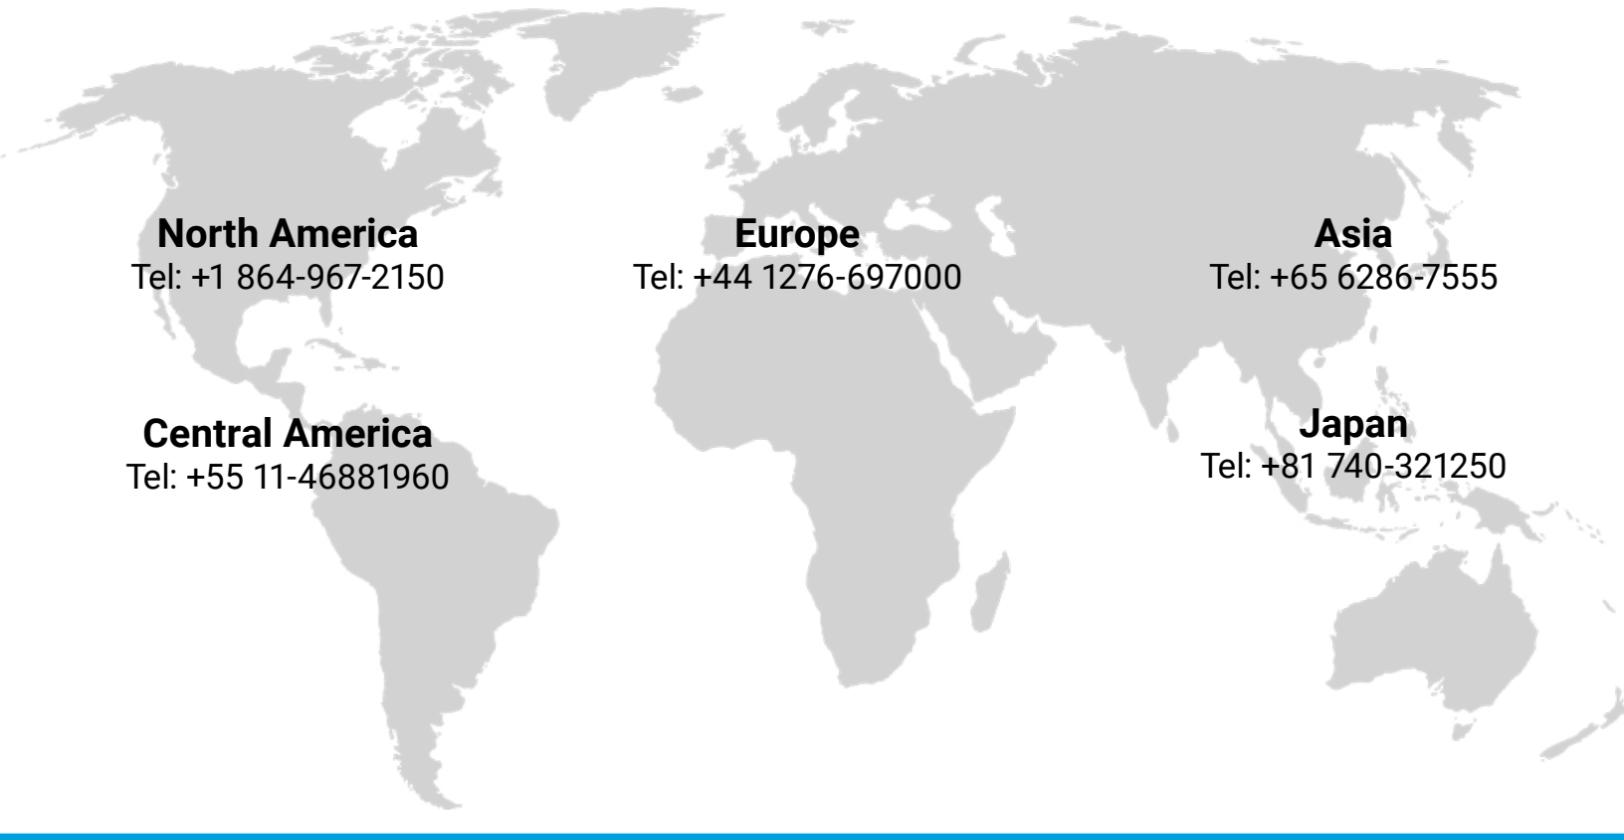 North America
Tel: +1 864-967-2150
Europe
Tel: +44 1276-697000
Asia
Tel: +65 6286-7555
Central America
Tel: +55 11-46881960
Japan
Tel: +81 740-321250